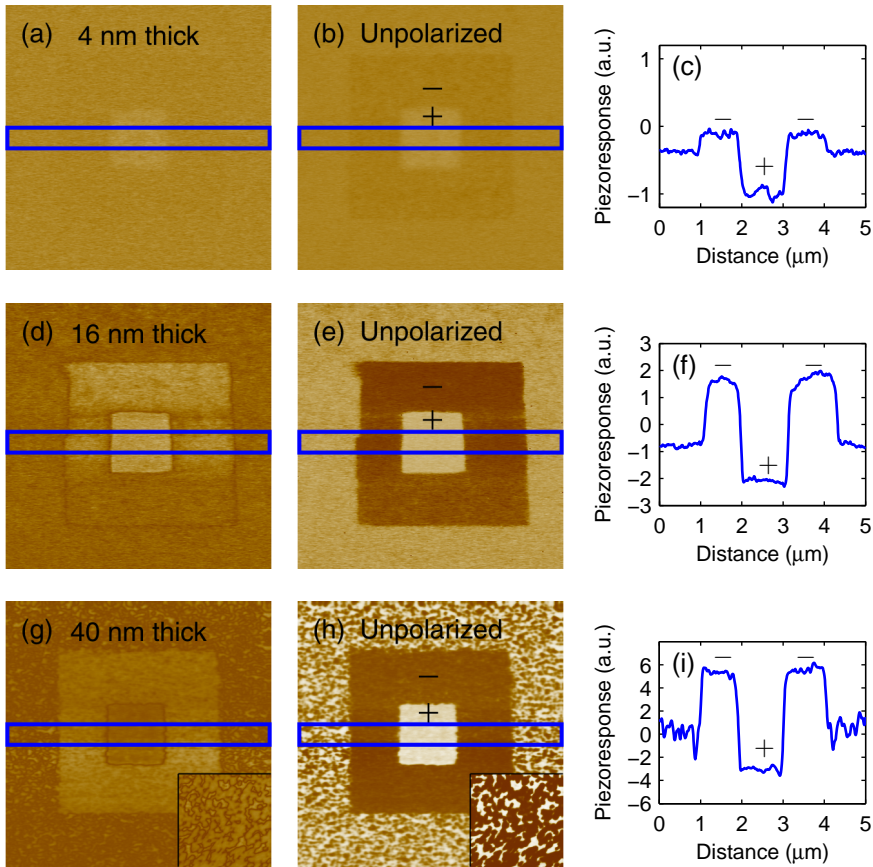 (a) 4 nm thick
(b) Unpolarized
−
+
(c)
Piezoresponse (a.u.)
1
0
−1
− −
+
0 1 2 3 4 5
Distance (μm)
(d) 16 nm thick
(e) Unpolarized
−
+
(f)
Piezoresponse (a.u.)
3
2
1
0
−1
−2
−3
− −
+
0 1 2 3 4 5
Distance (μm)
(g) 40 nm thick
(h) Unpolarized
−
+
(i)
Piezoresponse (a.u.)
6
4
2
0
−2
−4
−6
− −
+
0 1 2 3 4 5
Distance (μm)